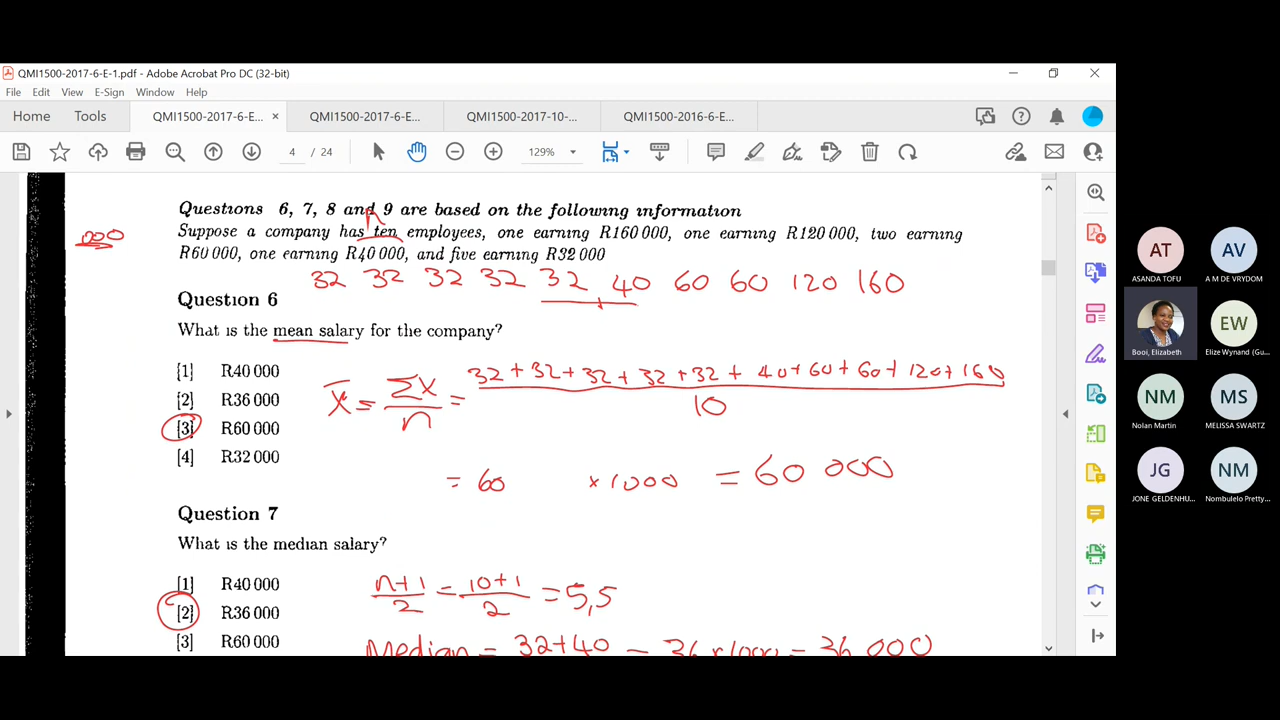 QMI1500-2017-6-E-1.pdf - Adobe Acrobat Pro DC (32-bit)
File Edit View E-Sign Window Help
Home Tools QMI1500-2017-6-E... × QMI1500-2017-6-E... QMI1500-2017-10-... QMI1500-2016-6-E...
4 / 24 129%
Questions 6, 7, 8 and 9 are based on the following information
n
000
Suppose a company has ten employees, one earning R160 000, one earning R120 000, two earning
R60 000, one earning R40 000, and five earning R32 000
32 32 32 32 32 40 60 60 120 160
Question 6
What is the mean salary for the company?
[1] R40 000
[2] R36 000
[3] R60 000
[4] R32 000
x̄ = Σx/n = 32+32+32+32+32+40+60+60+120+160/10
= 60 ×1000 = 60 000
Question 7
What is the median salary?
[1] R40 000
[2] R36 000
[3] R60 000
n+1/2 = 10+1/2 = 5,5
Median = 32+40 = 36 x1000 = 36 000
AT
ASANDA TOFU
AV
A M DE VRYDOM
Booi, Elizabeth
EW
Elize Wynand (Gu...
NM
Nolan Martin
MS
MELISSA SWARTZ
JG
JONE GELDENHU...
NM
Nombulelo Pretty...